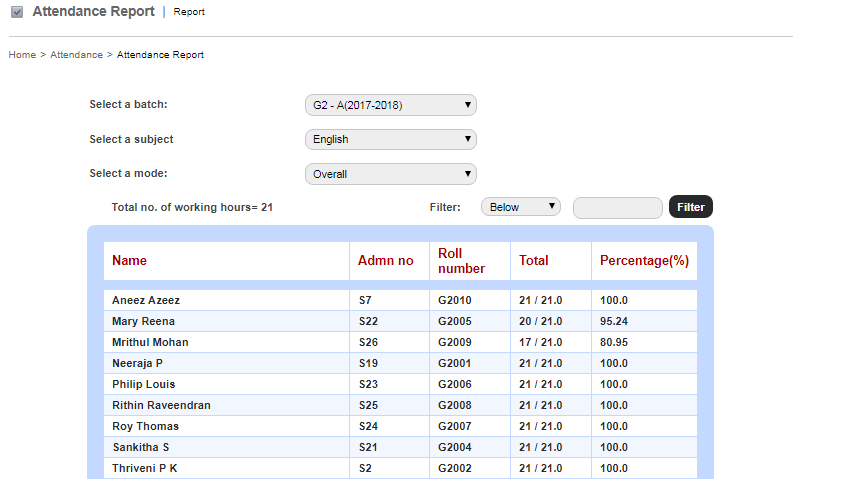 Attendance Report | Report
Home > Attendance > Attendance Report
Select a batch: G2 - A(2017-2018)
Select a subject English
Select a mode: Overall
Total no. of working hours= 21 Filter: Below Filter
Name Admn no Roll number Total Percentage(%)
Aneez Azeez S7 G2010 21 / 21.0 100.0
Mary Reena S22 G2005 20 / 21.0 95.24
Mrithul Mohan S26 G2009 17 / 21.0 80.95
Neeraja P S19 G2001 21 / 21.0 100.0
Philip Louis S23 G2006 21 / 21.0 100.0
Rithin Raveendran S25 G2008 21 / 21.0 100.0
Roy Thomas S24 G2007 21 / 21.0 100.0
Sankitha S S21 G2004 21 / 21.0 100.0
Thriveni P K S2 G2002 21 / 21.0 100.0